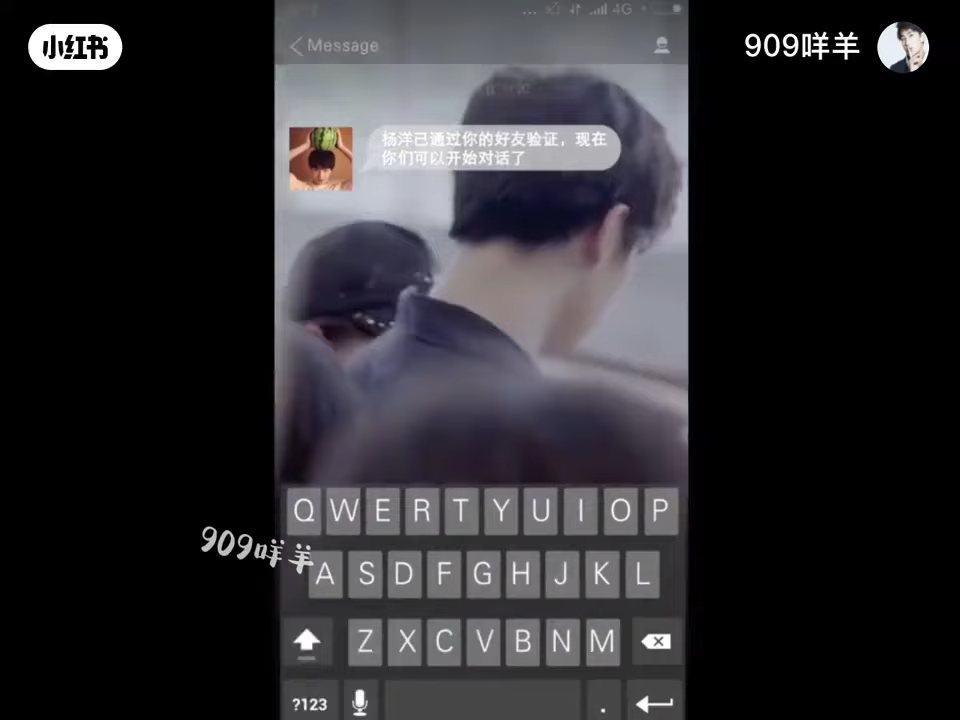 小红书
909咩羊
4G
Message
杨洋已通过你的好友验证，现在
你们可以开始对话了
Q W E R T Y U I O P
909咩羊
A S D F G H J K L
Z X C V B N M
?123
.